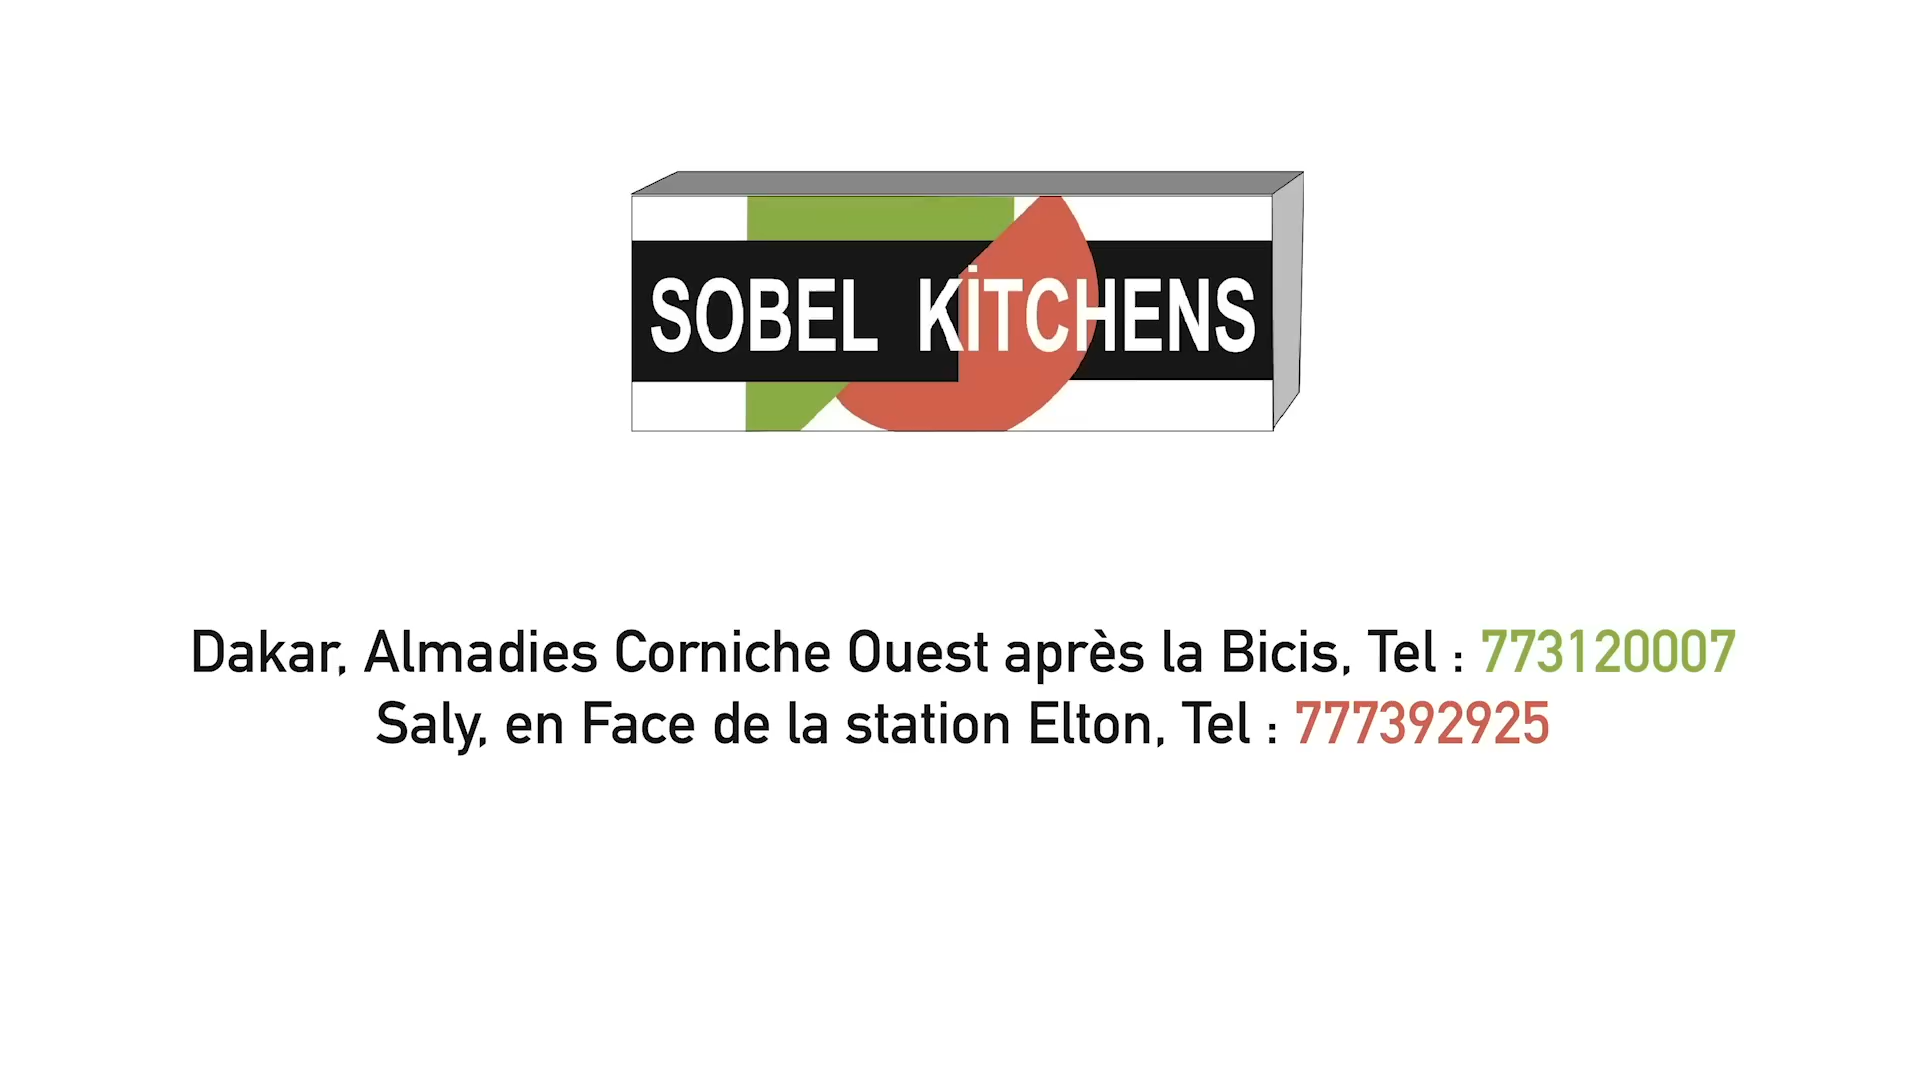 SOBEL KİTCHENS
Dakar, Almadies Corniche Ouest après la Bicis, Tel : 773120007
Saly, en Face de la station Elton, Tel : 777392925